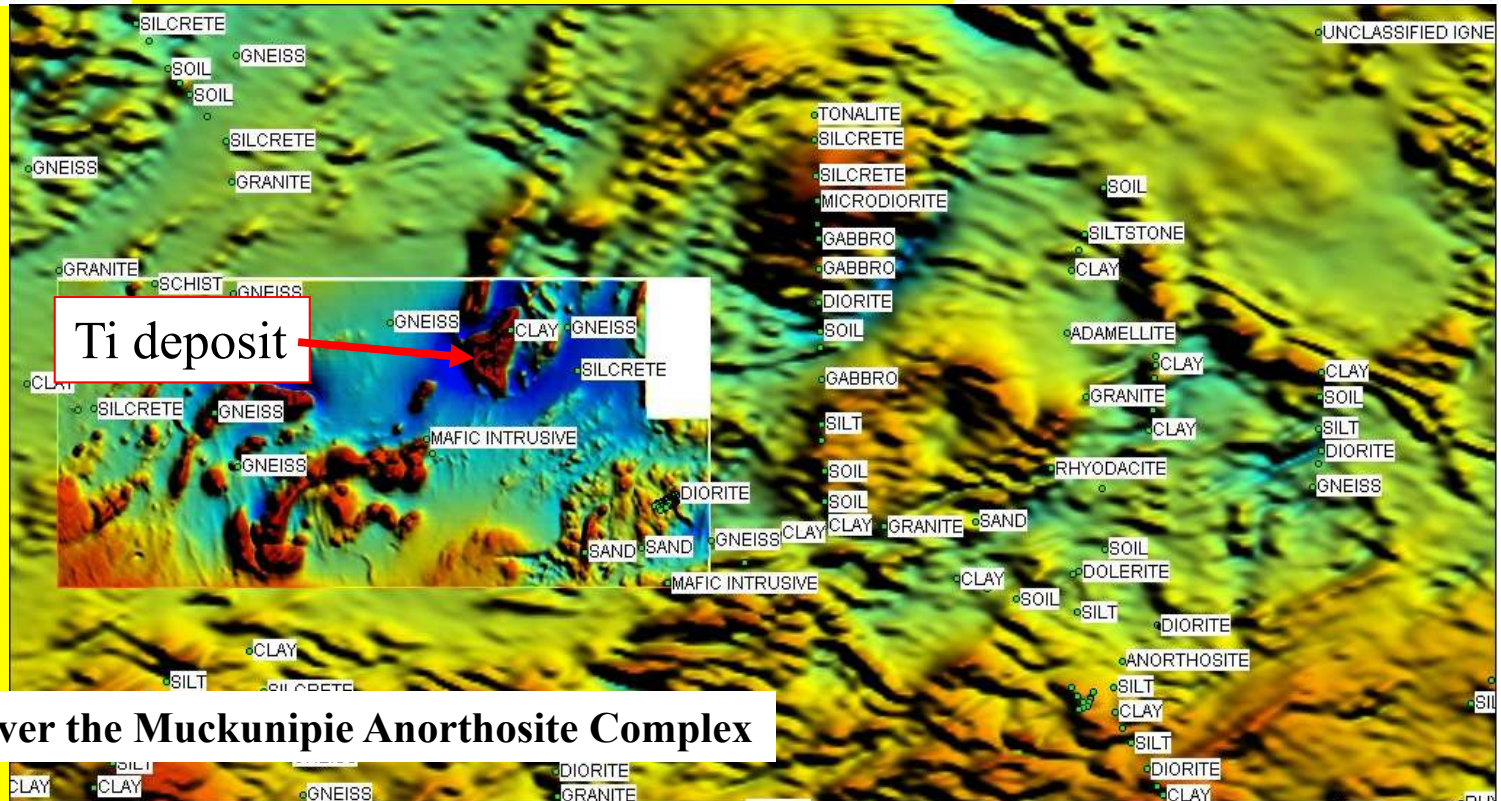 SILCRETE
UNCLASSIFIED IGNE
GNEISS
SOIL
SOIL
TONALITE
SILCRETE
SILCRETE
GNEISS
SILCRETE
GRANITE
SOIL
MICRODIORITE
SILTSTONE
GABBRO
GRANITE
GABBRO
CLAY
SCHIST
GNEISS
DIORITE
GNEISS
CLAY
GNEISS
SOIL
ADAMELLITE
Ti deposit
CLAY
SILCRETE
CLAY
GABBRO
CLAY
GRANITE
SOIL
SILCRETE
GNEISS
SILT
CLAY
SILT
MAFIC INTRUSIVE
DIORITE
GNEISS
SOIL
RHYODACITE
GNEISS
DIORITE
SOIL
CLAY
GRANITE
SAND
GNEISS
CLAY
SAND
SAND
SOIL
DOLERITE
MAFIC INTRUSIVE
CLAY
SOIL
SILT
DIORITE
CLAY
ANORTHOSITE
SILT
SILCRETE
SILT
SIL
CLAY
ver the Muckunipie Anorthosite Complex
SILT
SILT
DIORITE
DIORITE
CLAY
CLAY
GNEISS
GRANITE
CLAY